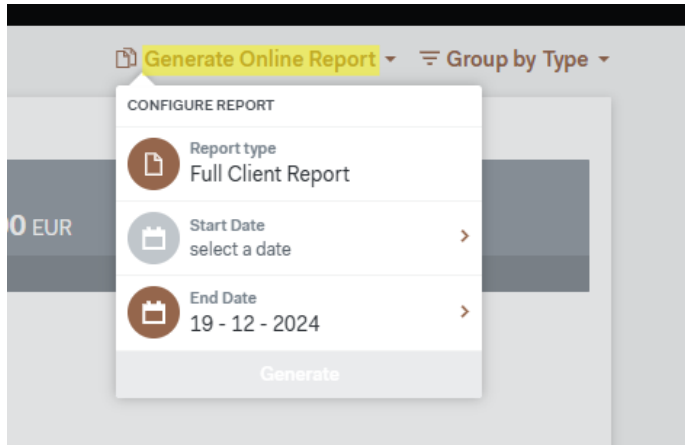 Generate Online Report
Group by Type
CONFIGURE REPORT
Report type
Full Client Report
0 EUR
Start Date
select a date
End Date
19 - 12 - 2024
Generate